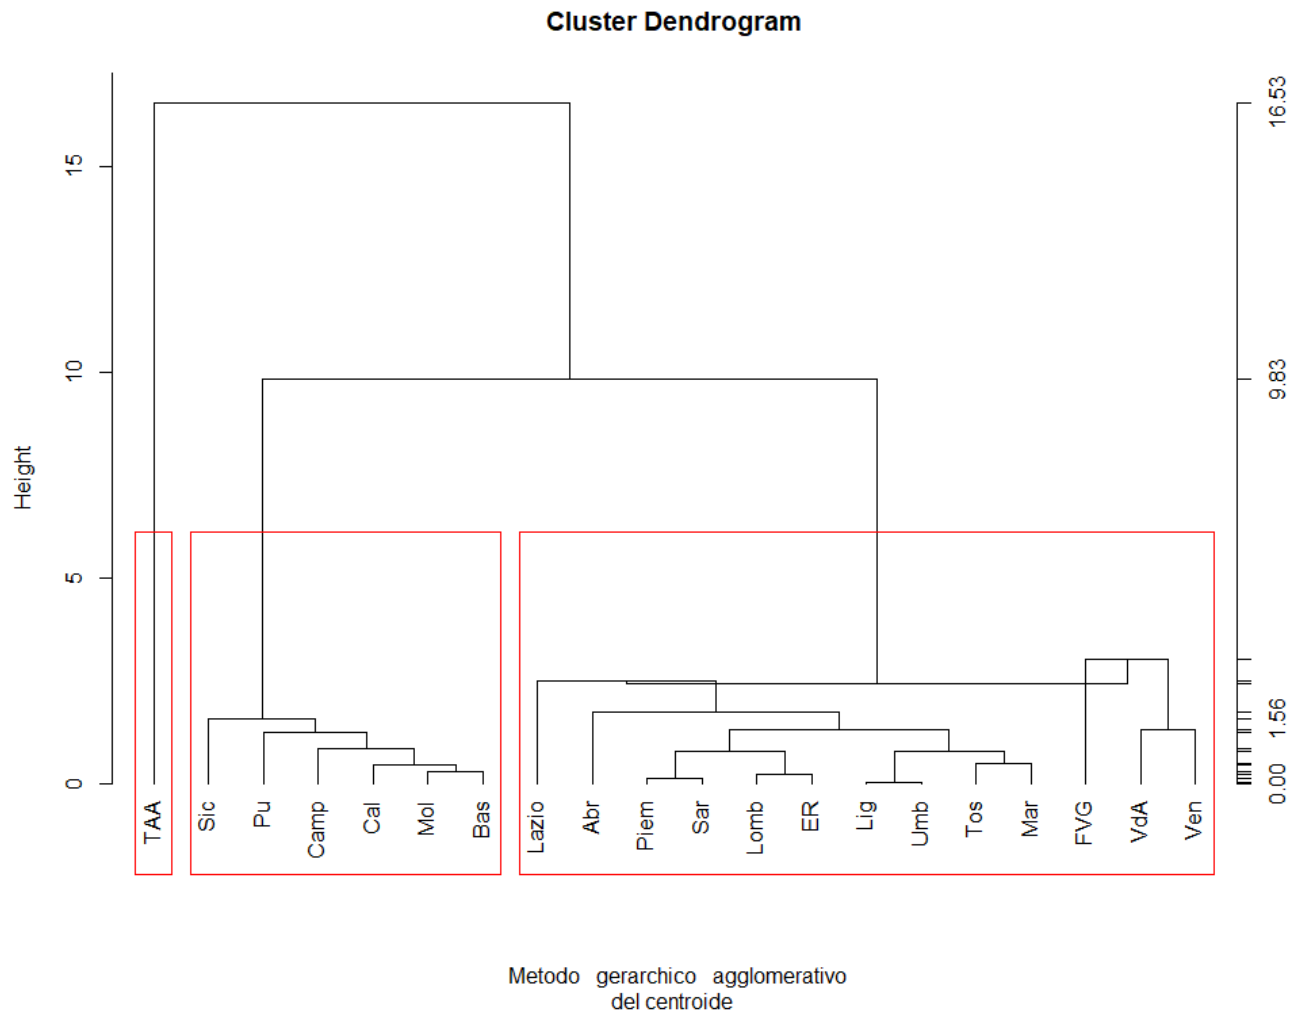 Cluster Dendrogram
Height
15
10
5
0
16.53
9.83
1.56
0.00
TAA
Sic
Pu
Camp
Cal
Mol
Bas
Lazio
Abr
Piem
Sar
Lomb
ER
Lig
Umb
Tos
Mar
FVG
VdA
Ven
Metodo gerarchico agglomerativo
del centroide